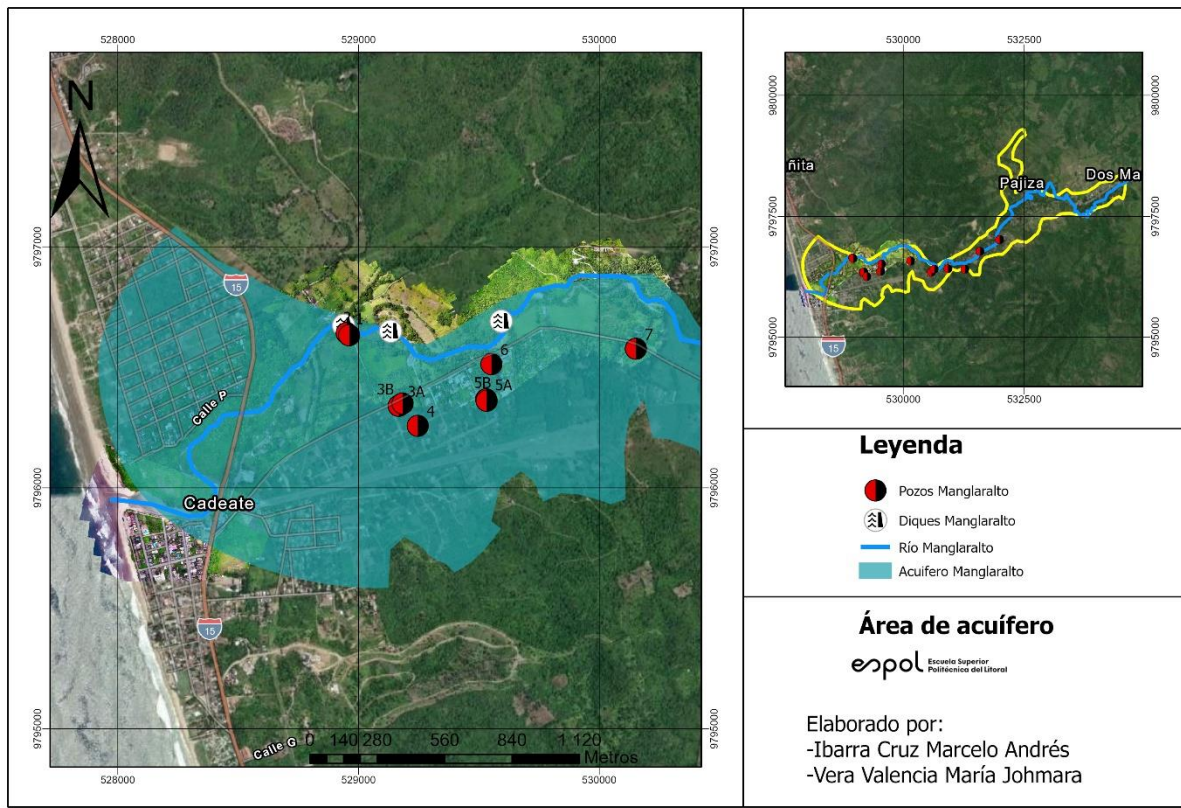 528000
529000
530000
N
9797000
9797000
15
Calle P
3B
3A
4
5B
5A
6
7
9796000
9796000
Cadeate
15
9795000
9795000
Calle G
0 140 280 560 840 1.120
Metros
528000
529000
530000
530000
532500
9800000
9800000
ñita
Pajiza
Dos Ma
9797500
9797500
9795000
9795000
15
530000
532500
Leyenda
Pozos Manglaralto
Diques Manglaralto
Río Manglaralto
Acuifero Manglaralto
Área de acuífero
espol Escuela Superior
Politécnica del Litoral
Elaborado por:
-Ibarra Cruz Marcelo Andrés
-Vera Valencia María Johmara